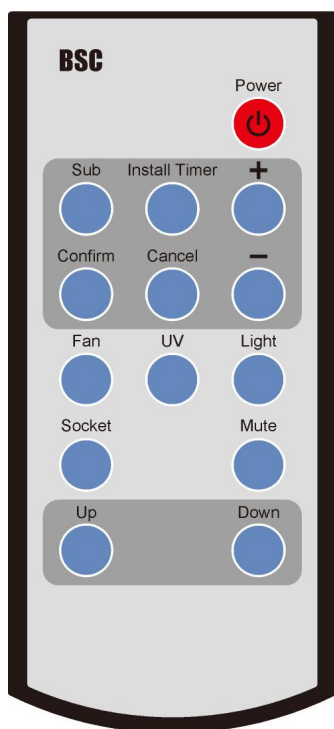 BSC
Power
Sub Install Timer +
Confirm Cancel −
Fan UV Light
Socket Mute
Up Down